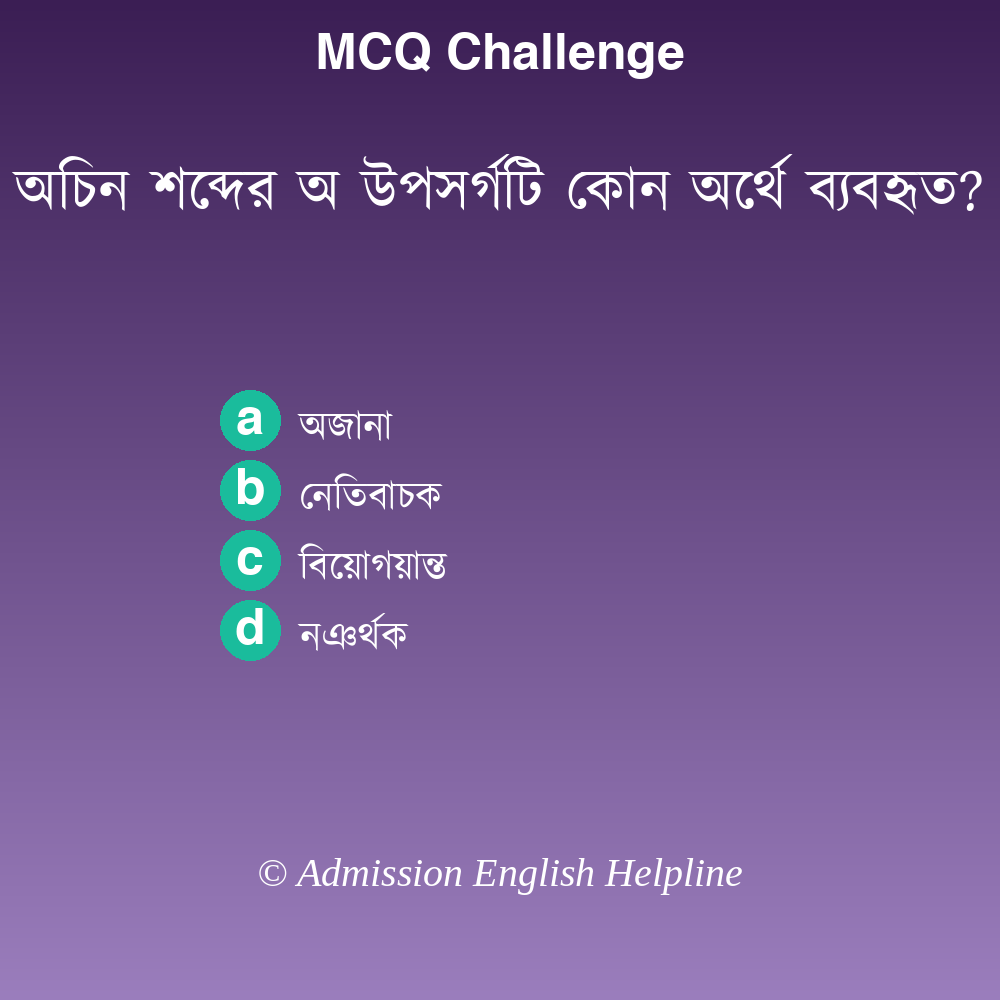 MCQ Challenge
অচিন শব্দের অ উপসর্গটি কোন অর্থে ব্যবহৃত?
a অজানা
b নেতিবাচক
c বিয়োগয়ান্ত
d নঞর্থক
© Admission English Helpline